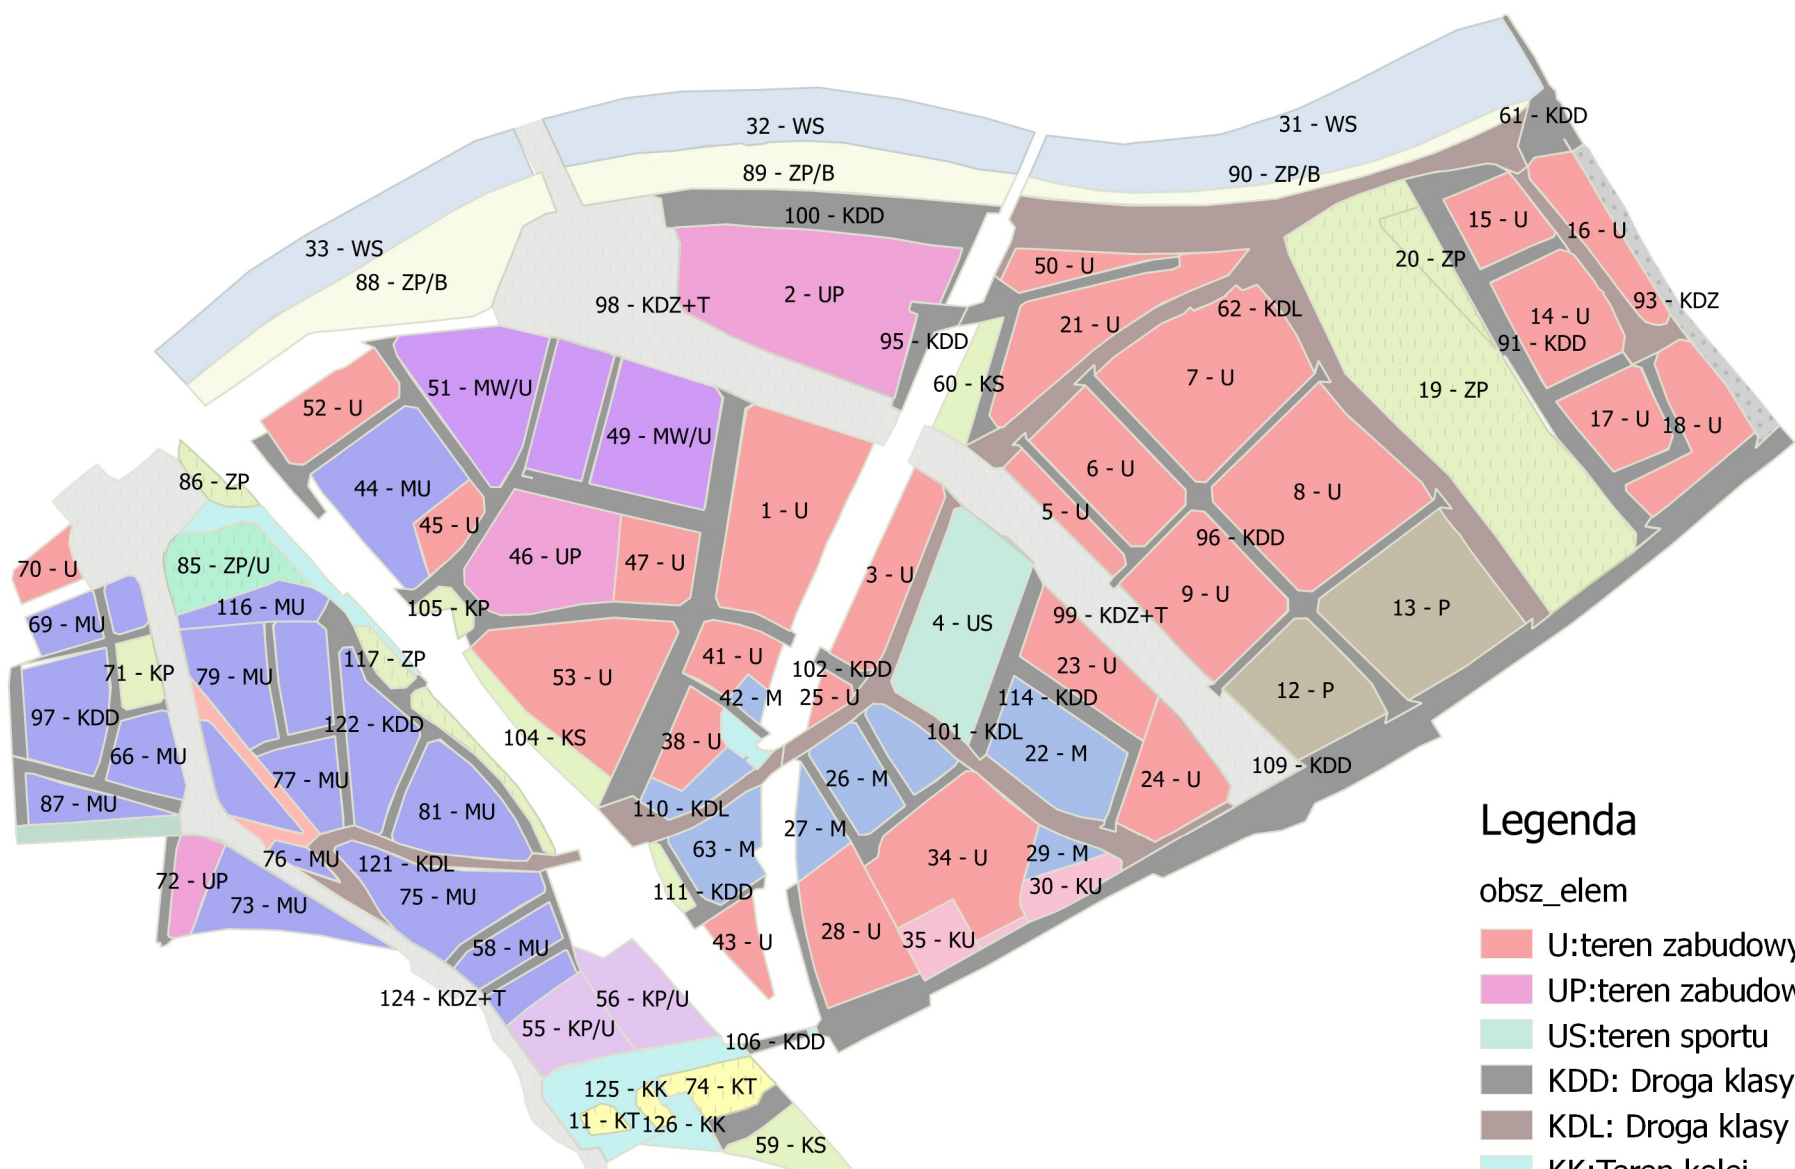 61 - KDD
32 - WS
31 - WS
89 - ZP/B
90 - ZP/B
100 - KDD
15 - U
16 - U
33 - WS
88 - ZP/B
50 - U
20 - ZP
2 - UP
98 - KDZ+T
62 - KDL
93 - KDZ
14 - U
21 - U
95 - KDD
91 - KDD
51 - MW/U
60 - KS
7 - U
19 - ZP
52 - U
49 - MW/U
17 - U
18 - U
86 - ZP
44 - MU
6 - U
8 - U
45 - U
1 - U
5 - U
96 - KDD
70 - U
85 - ZP/U
46 - UP
47 - U
3 - U
9 - U
13 - P
116 - MU
105 - KP
99 - KDZ+T
69 - MU
4 - US
117 - ZP
41 - U
102 - KDD
23 - U
71 - KP
79 - MU
53 - U
42 - M
25 - U
114 - KDD
12 - P
97 - KDD
122 - KDD
104 - KS
38 - U
101 - KDL
66 - MU
22 - M
109 - KDD
77 - MU
26 - M
24 - U
87 - MU
81 - MU
110 - KDL
27 - M
63 - M
76 - MU
121 - KDL
34 - U
29 - M
72 - UP
75 - MU
111 - KDD
30 - KU
73 - MU
58 - MU
43 - U
28 - U
35 - KU
124 - KDZ+T
56 - KP/U
55 - KP/U
106 - KDD
125 - KK
74 - KT
11 - KT
126 - KK
59 - KS
Legenda
obsz_elem
U:teren zabudowy
UP:teren zabudow
US:teren sportu
KDD: Droga klasy
KDL: Droga klasy
KK:Teren kolei